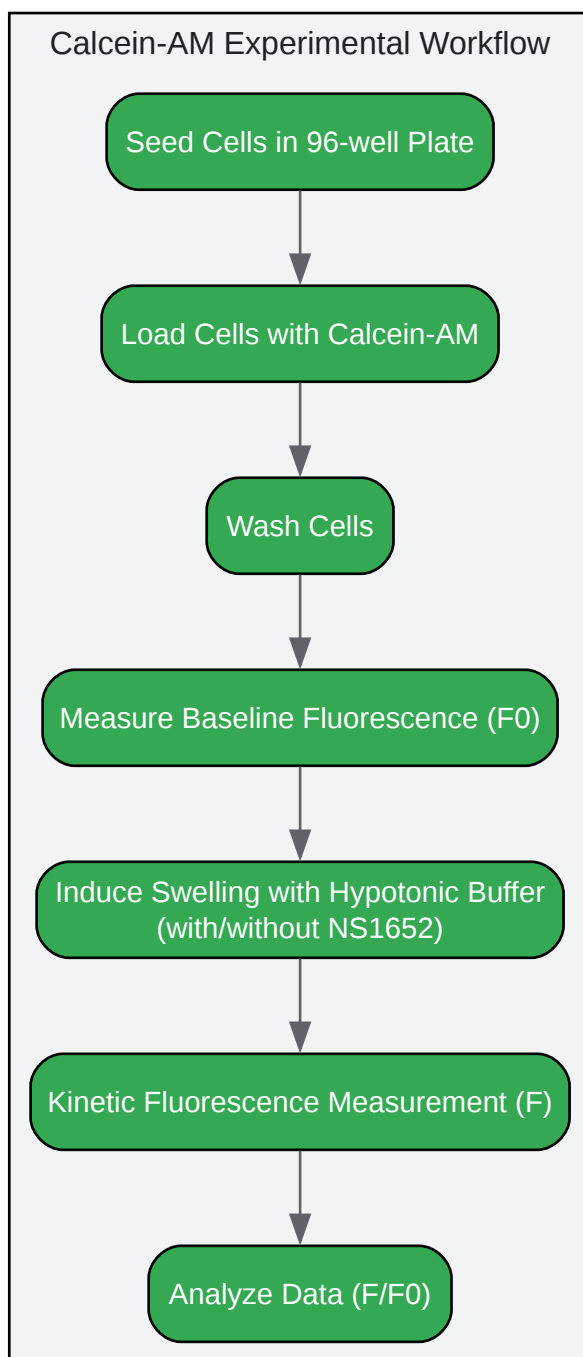 Calcein-AM Experimental Workflow
Seed Cells in 96-well Plate
Load Cells with Calcein-AM
Wash Cells
Measure Baseline Fluorescence (F0)
Induce Swelling with Hypotonic Buffer
(with/without NS1652)
Kinetic Fluorescence Measurement (F)
Analyze Data (F/F0)